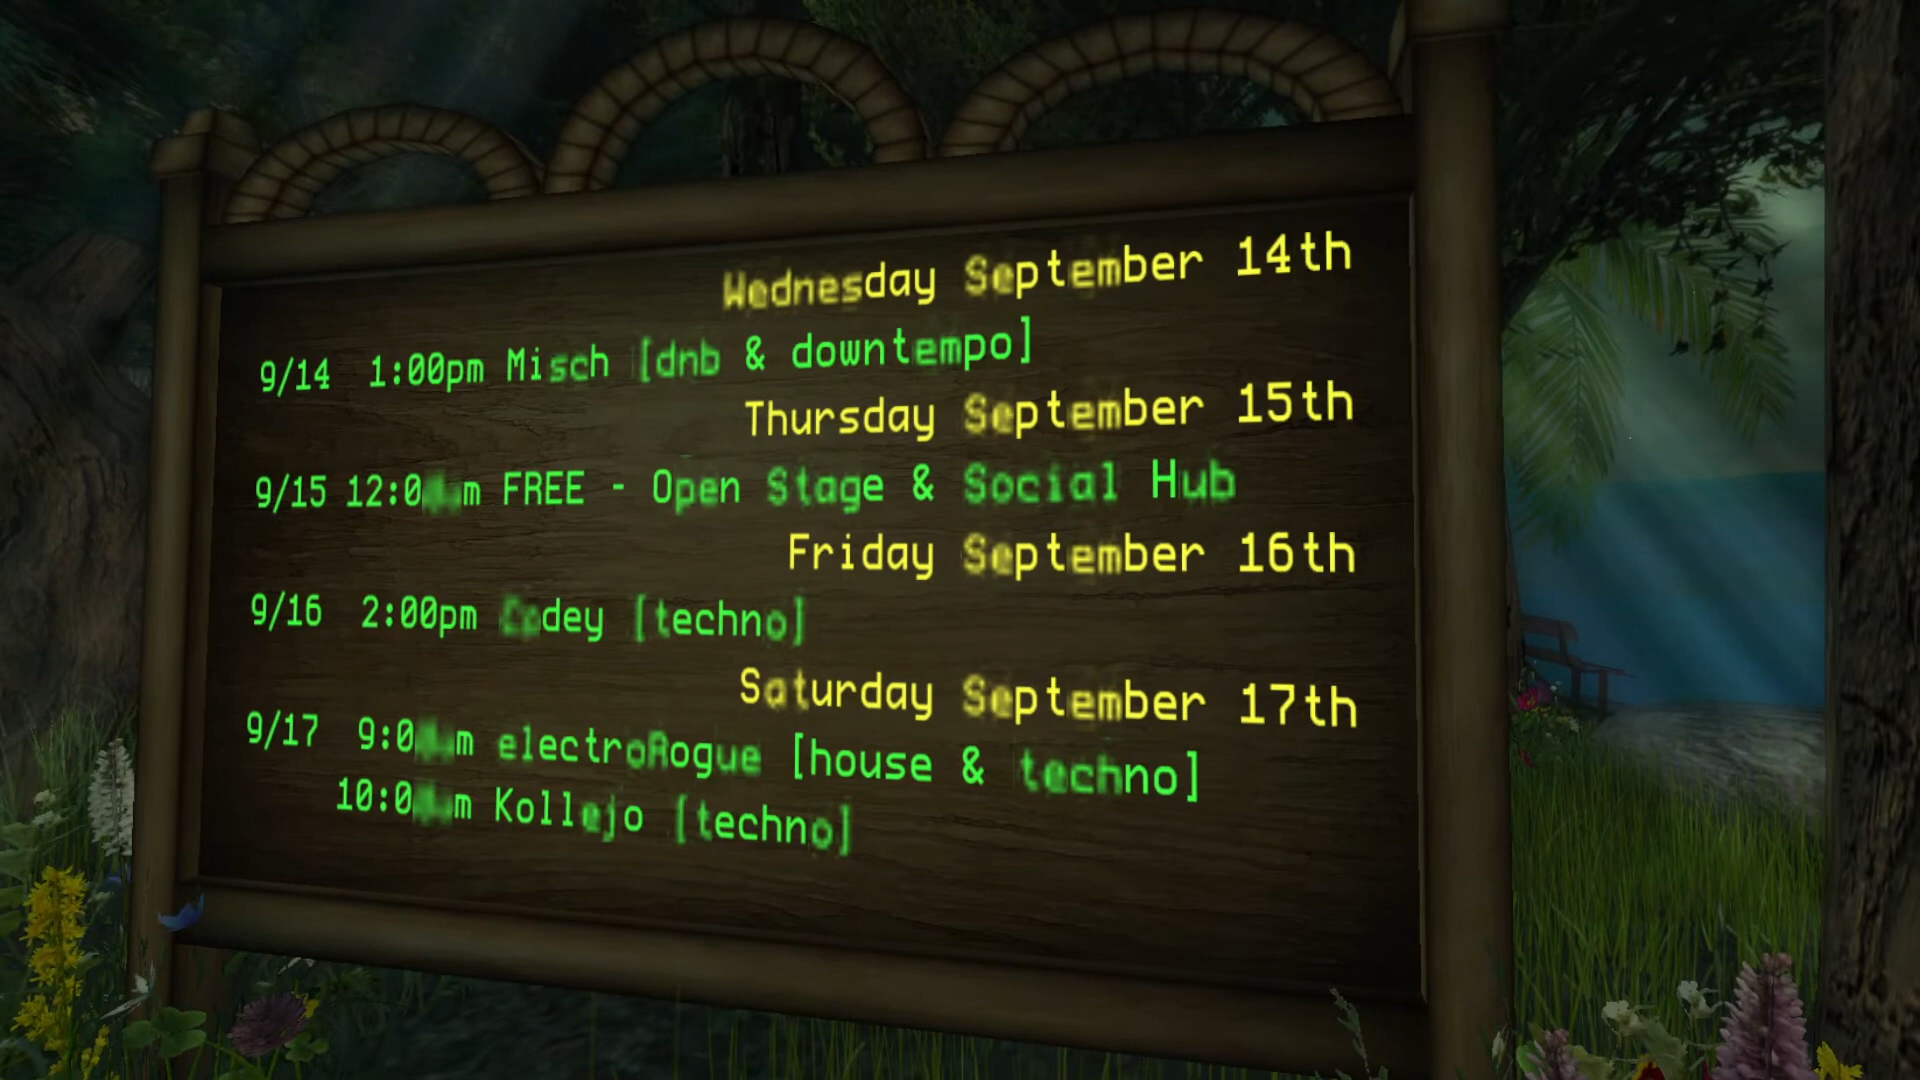 Wednesday September 14th
9/14 1:00pm Misch [dnb & downtempo]
Thursday September 15th
9/15 FREE - Open Stage & Social Hub
Friday September 16th
9/16 2:00pm Codey [techno]
Saturday September 17th
9/17 electroRogue [house & techno]
Kollejo [techno]